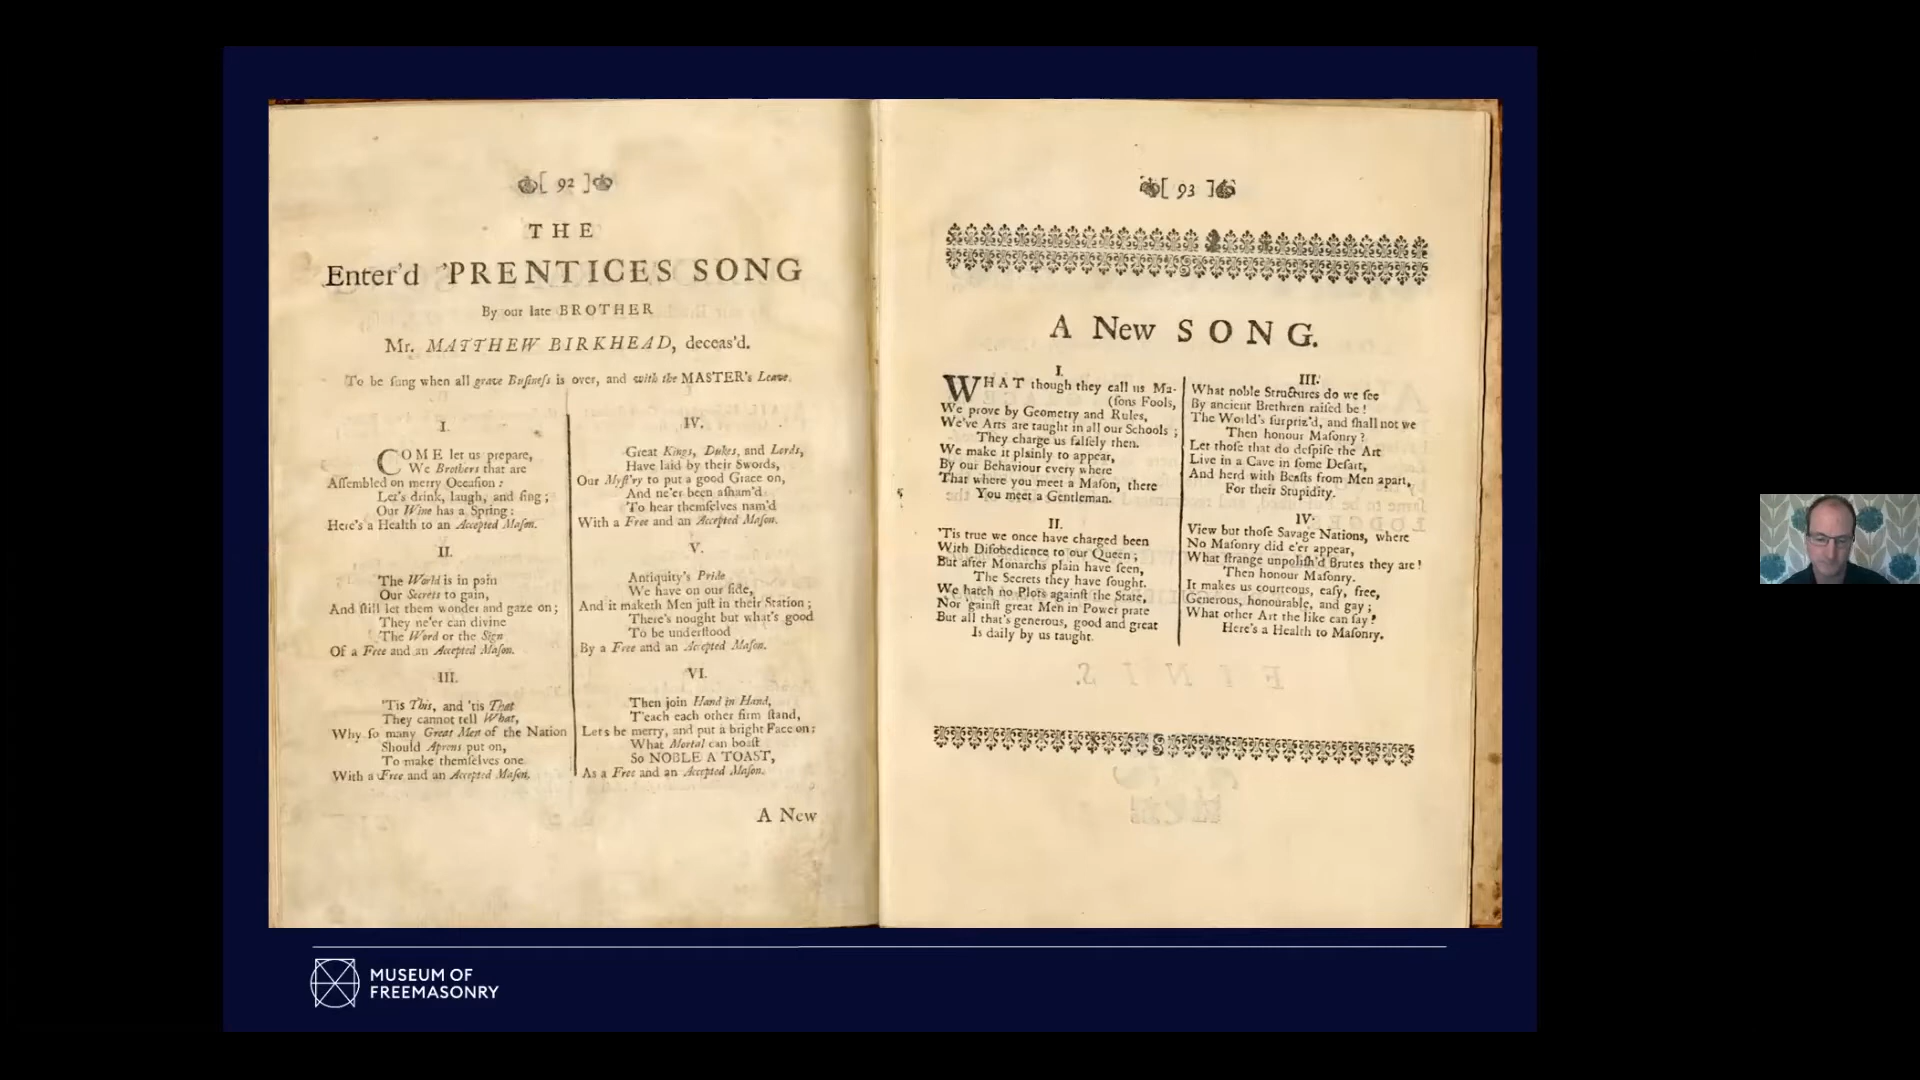 [ 92 ]
THE
Enter'd 'PRENTICES SONG
By our late BROTHER
Mr. MATTHEW BIRKHEAD, deceas'd.
To be ſung when all grave Buſineſs is over, and with the MASTER's Leave.
I.
COME let us prepare,
We Brothers that are
Aſſembled on merry Occaſion:
Let's drink, laugh, and ſing;
Our Wine has a Spring:
Here's a Health to an Accepted Maſon.
II.
The World is in pain
Our Secrets to gain,
And ſtill let them wonder and gaze on;
They ne'er can divine
The Word or the Sign
Of a Free and an Accepted Maſon.
III.
'Tis This, and 'tis That
They cannot tell What,
Why ſo many Great Men of the Nation
Should Aprons put on,
To make themſelves one
With a Free and an Accepted Maſon.
IV.
Great Kings, Dukes, and Lords,
Have laid by their Swords,
Our Myſt'ry to put a good Grace on,
And ne'er been aſham'd
To hear themſelves nam'd
With a Free and an Accepted Maſon.
V.
Antiquity's Pride
We have on our ſide,
And it maketh Men juſt in their Station;
There's nought but what's good
To be underſtood
By a Free and an Accepted Maſon.
VI.
Then join Hand in Hand,
T'each each other firm ſtand,
Lets be merry, and put a bright Face on:
What Mortal can boaſt
So NOBLE A TOAST,
As a Free and an Accepted Maſon.
A New
[ 93 ]
A New SONG.
I.
WHAT though they call us Ma-
(ſons Fools,
We prove by Geometry and Rules,
We've Arts are taught in all our Schools;
They charge us falſely then.
We make it plainly to appear,
By our Behaviour every where
That where you meet a Maſon, there
You meet a Gentleman.
II.
'Tis true we once have charged been
With Diſobedience to our Queen;
But after Monarchs plain have ſeen,
The Secrets they have ſought.
We hatch no Plots againſt the State,
Nor 'gainſt great Men in Power prate
But all that's generous, good and great
Is daily by us taught.
III.
What noble Structures do we ſee
By ancient Brethren raiſed be!
The World's ſurpriz'd, and ſhall not we
Then honour Maſonry?
Let thoſe that do deſpiſe the Art
Live in a Cave in ſome Deſart,
And herd with Beaſts from Men apart,
For their Stupidity.
IV.
View but thoſe Savage Nations, where
No Maſonry did e'er appear,
What ſtrange unpoliſh'd Brutes they are!
Then honour Maſonry.
It makes us courteous, eaſy, free,
Generous, honourable, and gay;
What other Art the like can ſay?
Here's a Health to Maſonry.
MUSEUM OF
FREEMASONRY